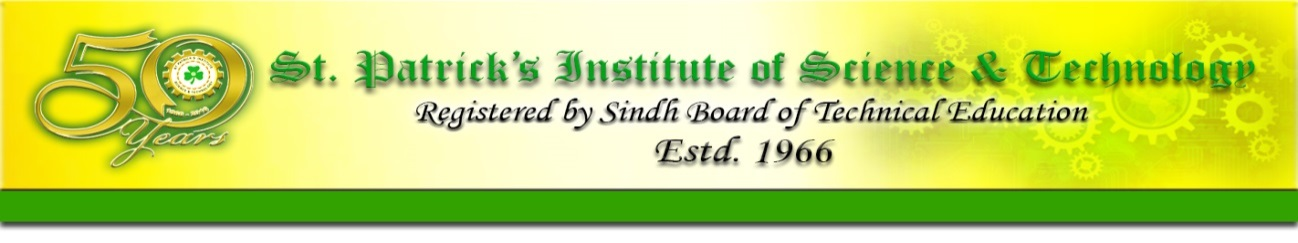 50
Years
St. Patrick's Institute of Science & Technology
Registered by Sindh Board of Technical Education
Estd. 1966